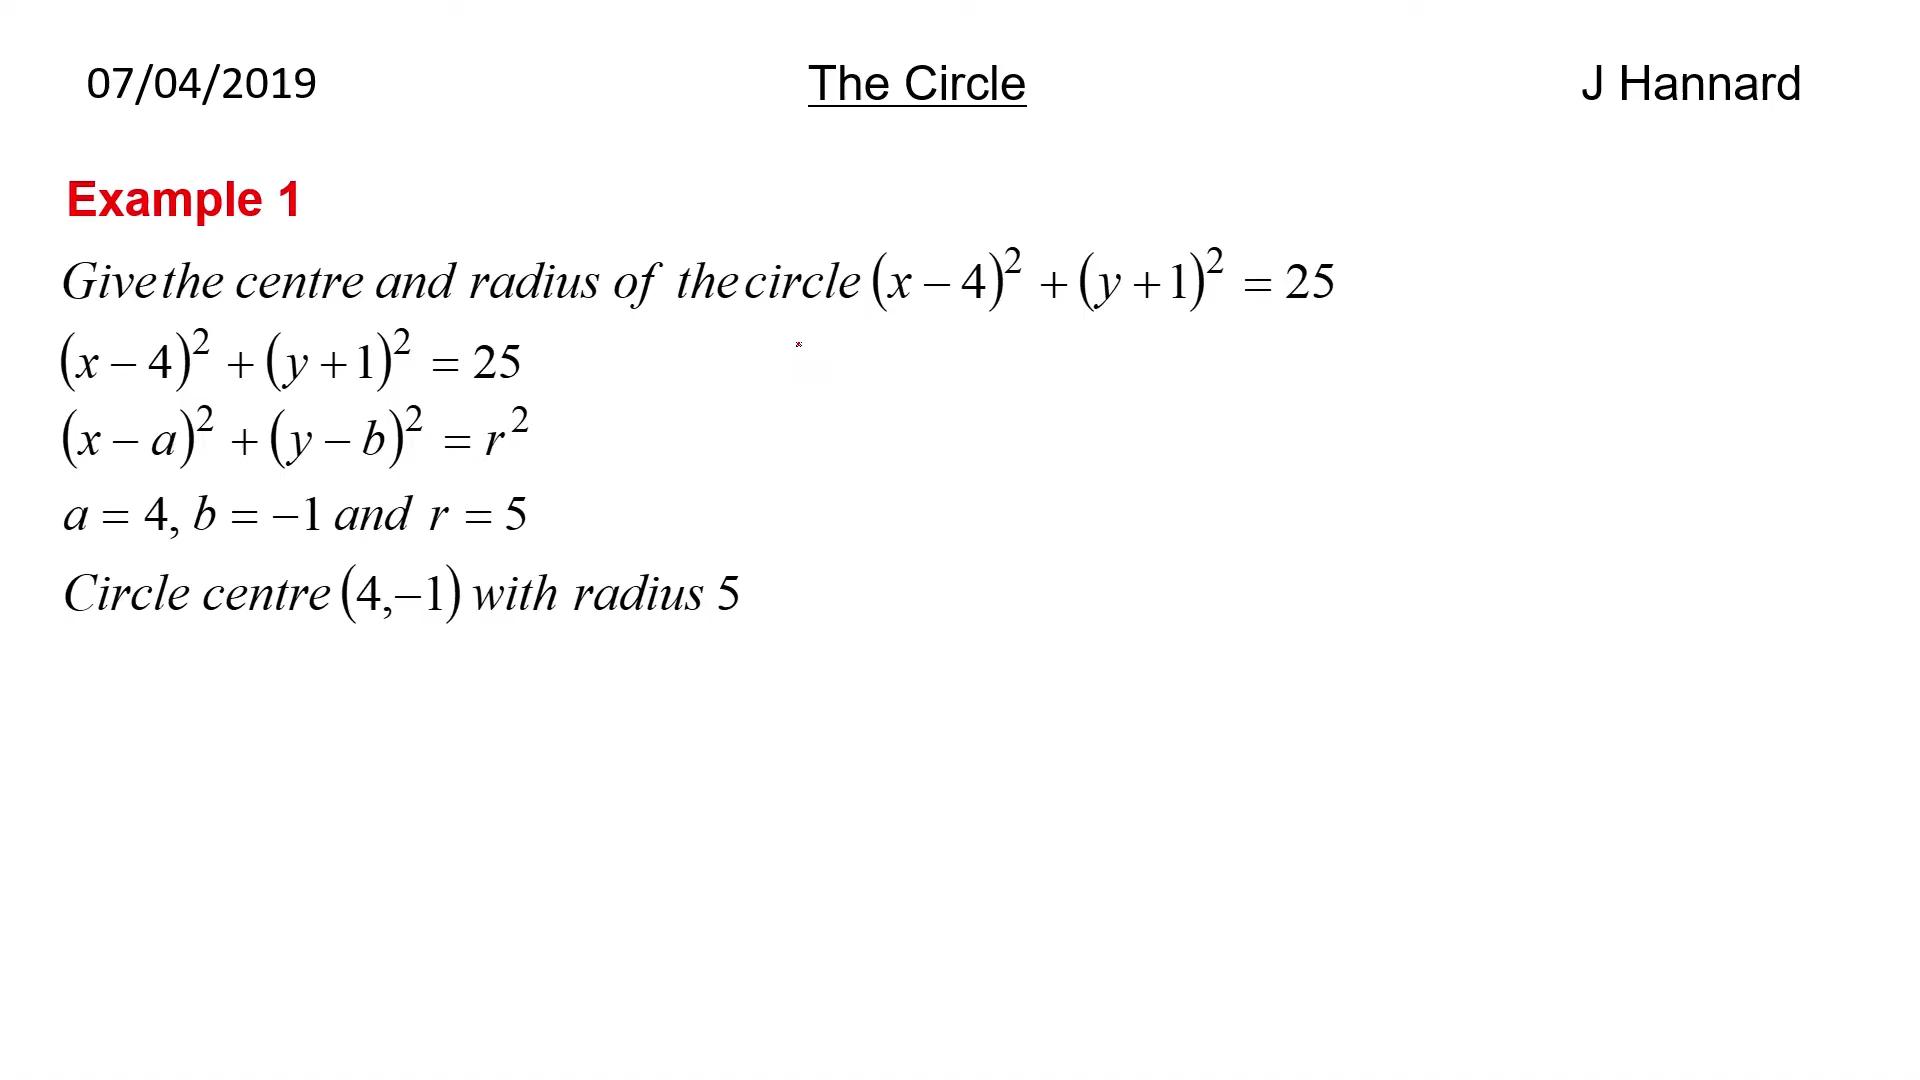 07/04/2019 The Circle J Hannard
Example 1
Give the centre and radius of the circle (x − 4)² + (y + 1)² = 25
(x − 4)² + (y + 1)² = 25
(x − a)² + (y − b)² = r²
a = 4, b = −1 and r = 5
Circle centre (4,−1) with radius 5